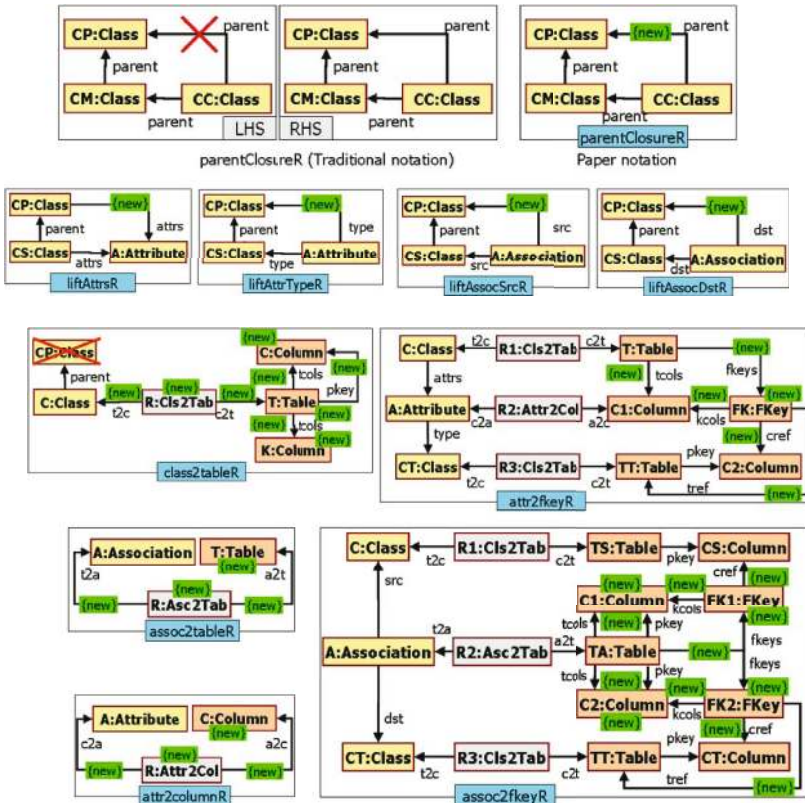 CP:Class
parent
CP:Class
parent
CP:Class
{new}
parent
parent
parent
parent
CM:Class
CC:Class
CM:Class
CC:Class
CM:Class
CC:Class
parent
LHS
RHS
parent
parent
parentClosureR
parentClosureR (Traditional notation)
Paper notation
CP:Class
{new}
parent
attrs
CS:Class
attrs
A:Attribute
liftAttrsR
CP:Class
{new}
parent
type
CS:Class
type
A:Attribute
liftAttrTypeR
CP:Class
{new}
parent
src
CS:Class
src
A:Association
liftAssocSrcR
CP:Class
{new}
parent
dst
CS:Class
dst
A:Association
liftAssocDstR
CP:Class
{new}
C:Column
{new}
parent
{new}
tcols
pkey
{new}
{new}
{new}
{new}
C:Class
t2c
R:Cls2Tab
c2t
T:Table
{new}
{new}
tcols
{new}
K:Column
class2tableR
C:Class
t2c
R1:Cls2Tab
c2t
T:Table
{new}
attrs
{new}
tcols
fkeys
{new}
A:Attribute
c2a
R2:Attr2Col
a2c
C1:Column
kcols
FK:FKey
type
{new}
cref
CT:Class
t2c
R3:Cls2Tab
c2t
TT:Table
pkey
C2:Column
tref
{new}
attr2fkeyR
A:Association
T:Table
{new}
t2a
a2t
{new}
{new}
R:Asc2Tab
{new}
assoc2tableR
C:Class
t2c
R1:Cls2Tab
c2t
TS:Table
pkey
CS:Column
src
cref
{new}
{new}
{new}
C1:Column
kcols
FK1:FKey
tcols
{new}
pkey
{new}
fkeys
A:Association
t2a
R2:Asc2Tab
a2t
TA:Table
{new}
fkeys
tcols
pkey
{new}
{new}
{new}
dst
C2:Column
kcols
FK2:FKey
{new}
{new}
cref
CT:Class
t2c
R3:Cls2Tab
c2t
TT:Table
pkey
CT:Column
tref
{new}
assoc2fkeyR
A:Attribute
C:Column
{new}
c2a
a2c
{new}
{new}
R:Attr2Col
{new}
attr2columnR